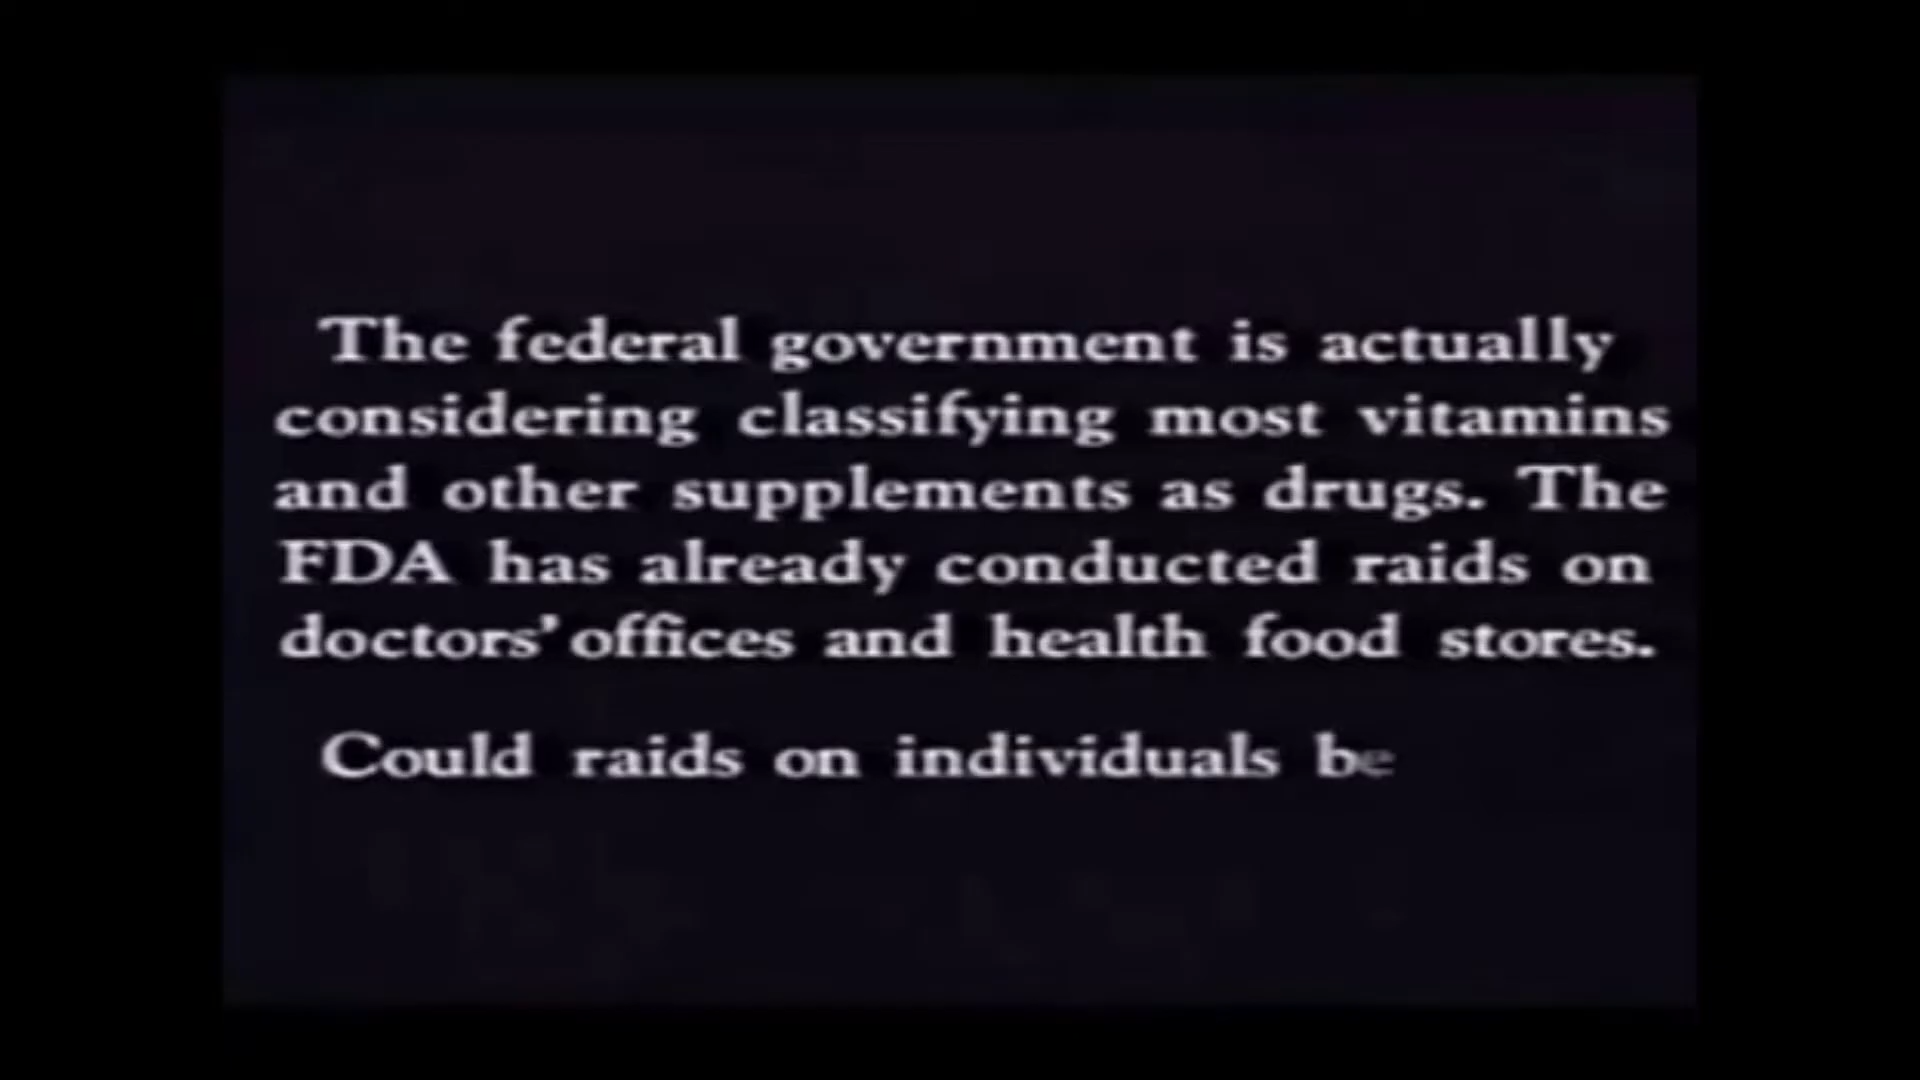 The federal government is actually
considering classifying most vitamins
and other supplements as drugs. The
FDA has already conducted raids on
doctors' offices and health food stores.
Could raids on individuals be